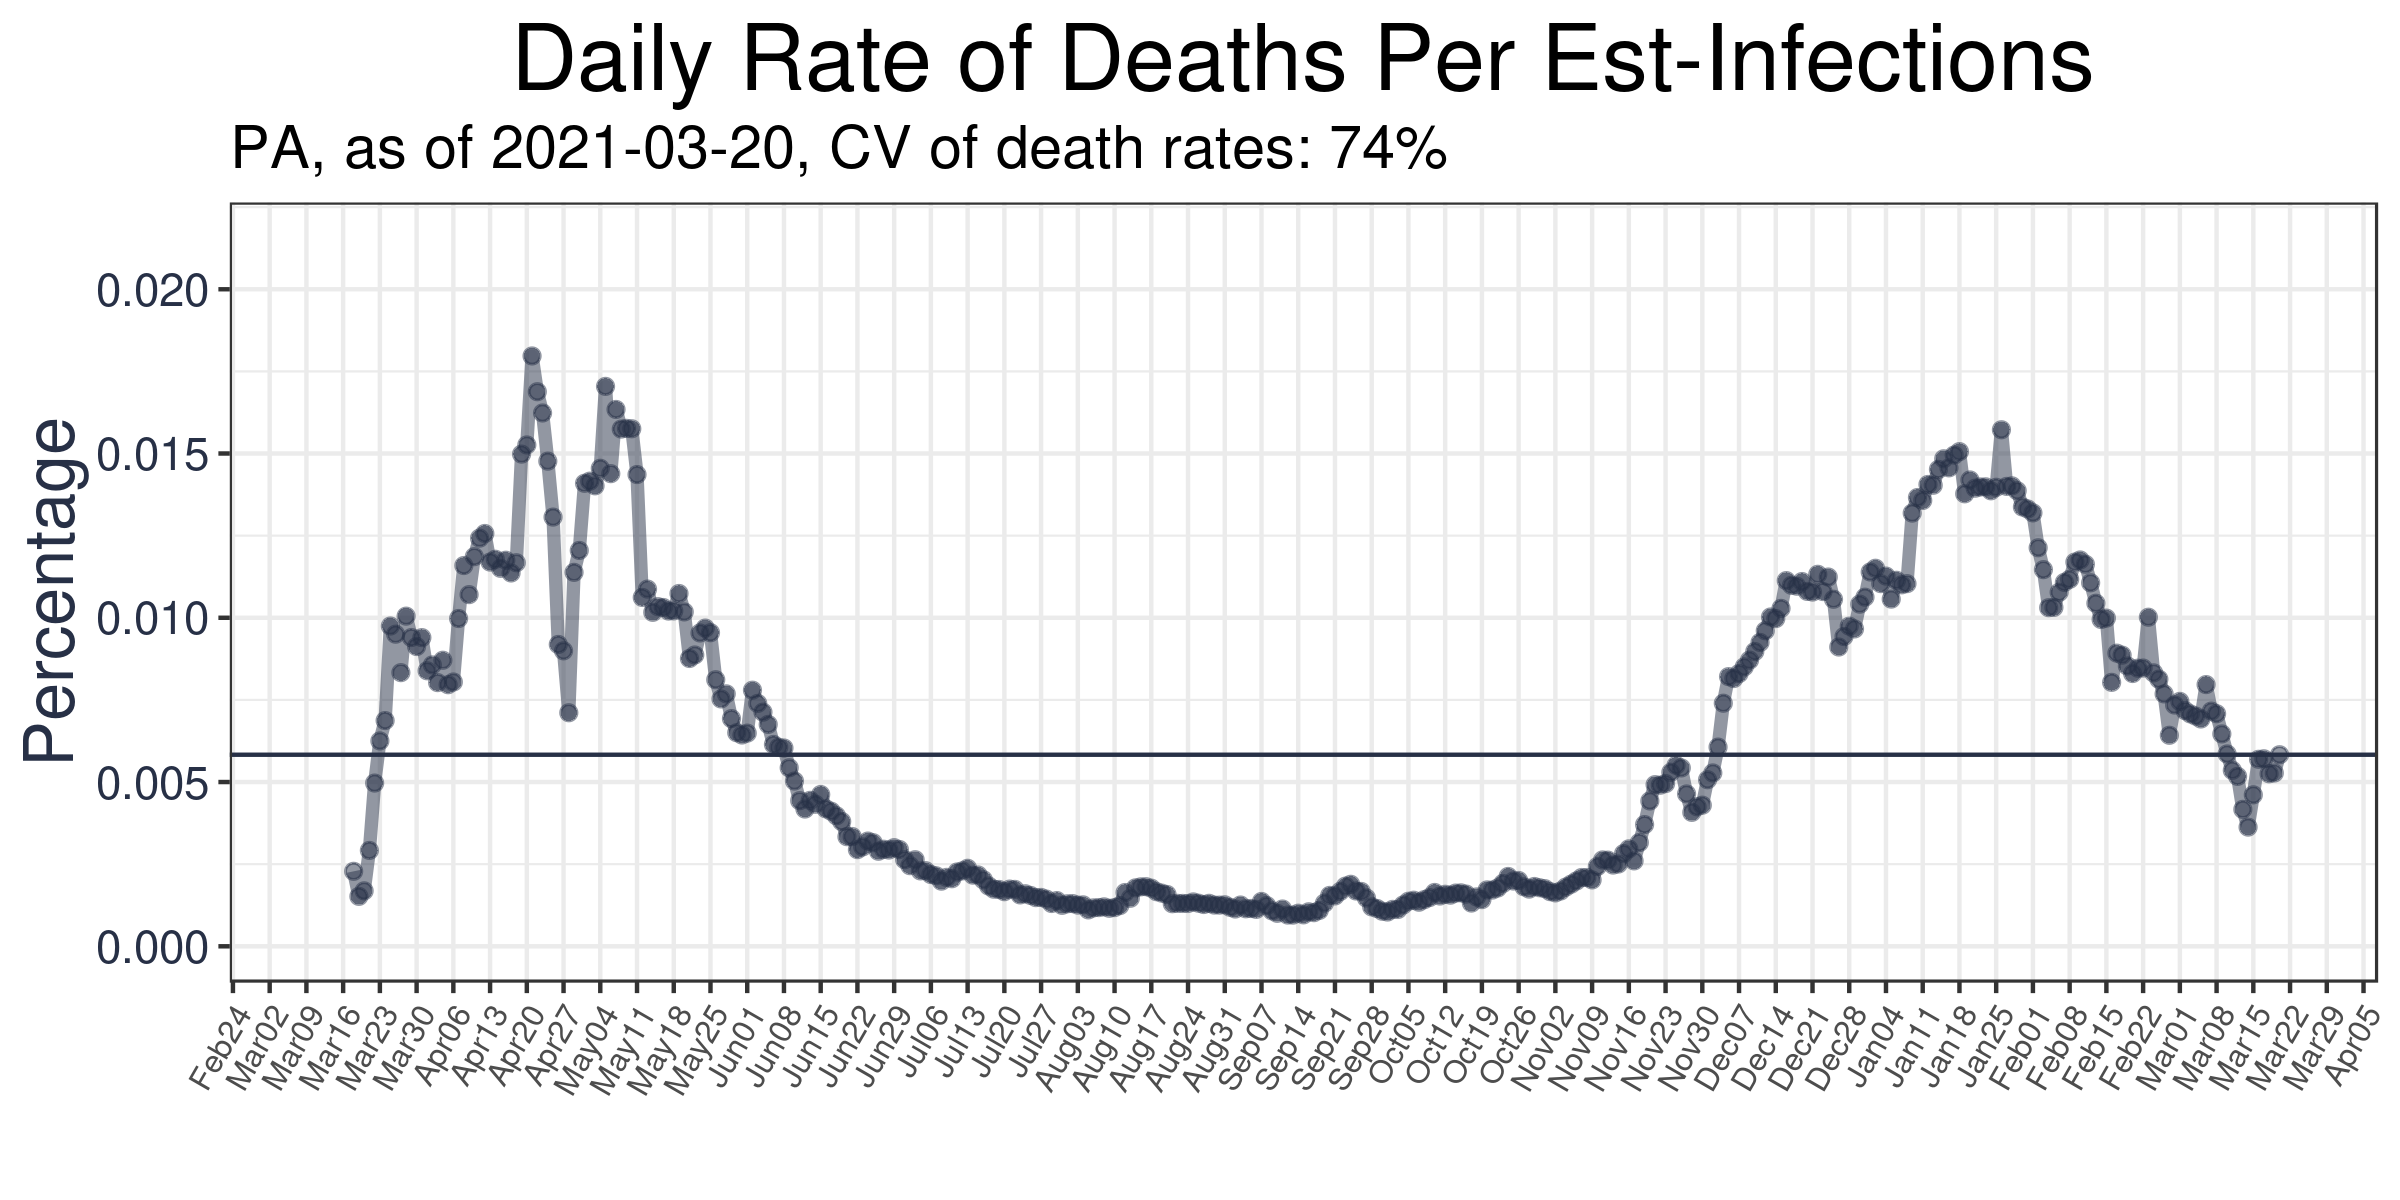 Daily Rate of Deaths Per Est-Infections
PA, as of 2021-03-20, CV of death rates: 74%
Percentage
0.020
0.015
0.010
0.005
0.000
Feb24
Mar02
Mar09
Mar16
Mar23
Mar30
Apr06
Apr13
Apr20
Apr27
May04
May11
May18
May25
Jun01
Jun08
Jun15
Jun22
Jun29
Jul06
Jul13
Jul20
Jul27
Aug03
Aug10
Aug17
Aug24
Aug31
Sep07
Sep14
Sep21
Sep28
Oct05
Oct12
Oct19
Oct26
Nov02
Nov09
Nov16
Nov23
Nov30
Dec07
Dec14
Dec21
Dec28
Jan04
Jan11
Jan18
Jan25
Feb01
Feb08
Feb15
Feb22
Mar01
Mar08
Mar15
Mar22
Mar29
Apr05